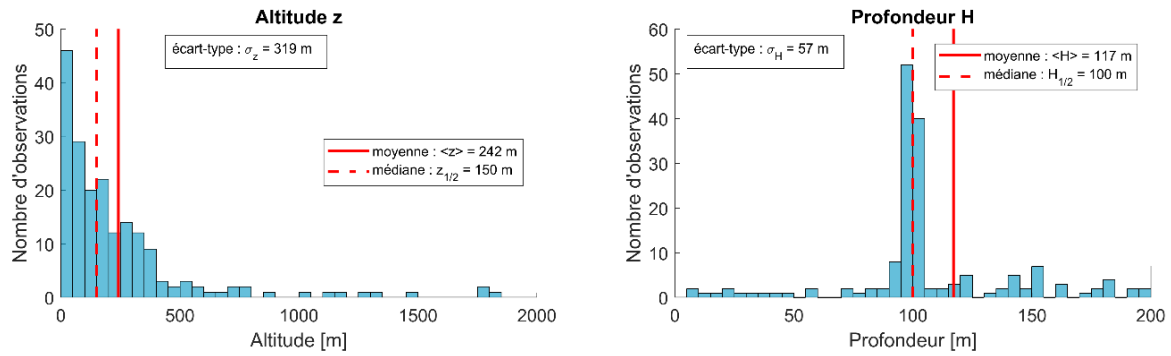 Altitude z
écart-type : σz = 319 m
moyenne : <z> = 242 m
médiane : z1/2 = 150 m
Nombre d'observations
50
40
30
20
10
0
0 500 1000 1500 2000
Altitude [m]
Profondeur H
écart-type : σH = 57 m
moyenne : <H> = 117 m
médiane : H1/2 = 100 m
Nombre d'observations
60
50
40
30
20
10
0
0 50 100 150 200
Profondeur [m]